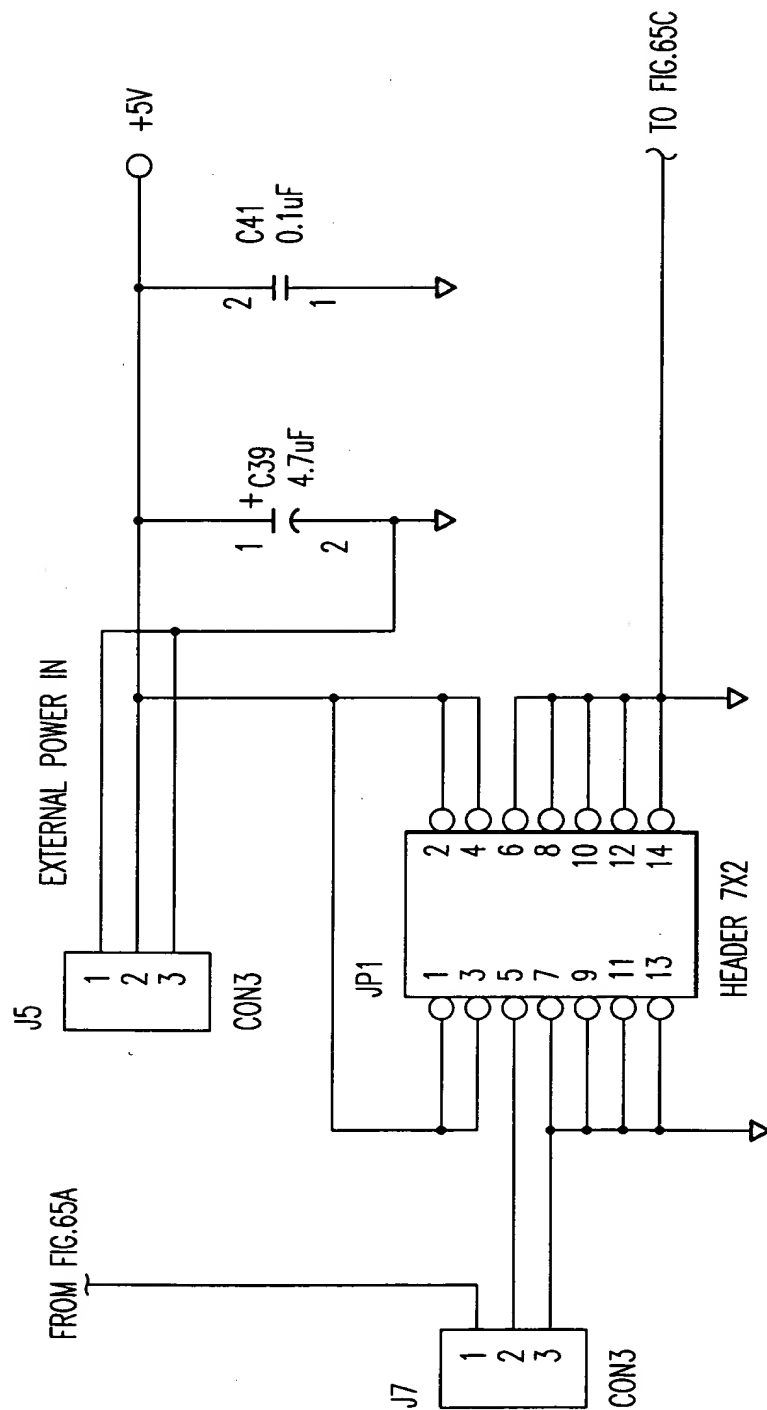 EXTERNAL POWER IN
+5V
J5
1
2
3
CON3
1
+
C39
4.7uF
2
2
C41
0.1uF
1
FROM FIG.65A
J7
1
2
3
CON3
JP1
1 2
3 4
5 6
7 8
9 10
11 12
13 14
HEADER 7X2
TO FIG.65C